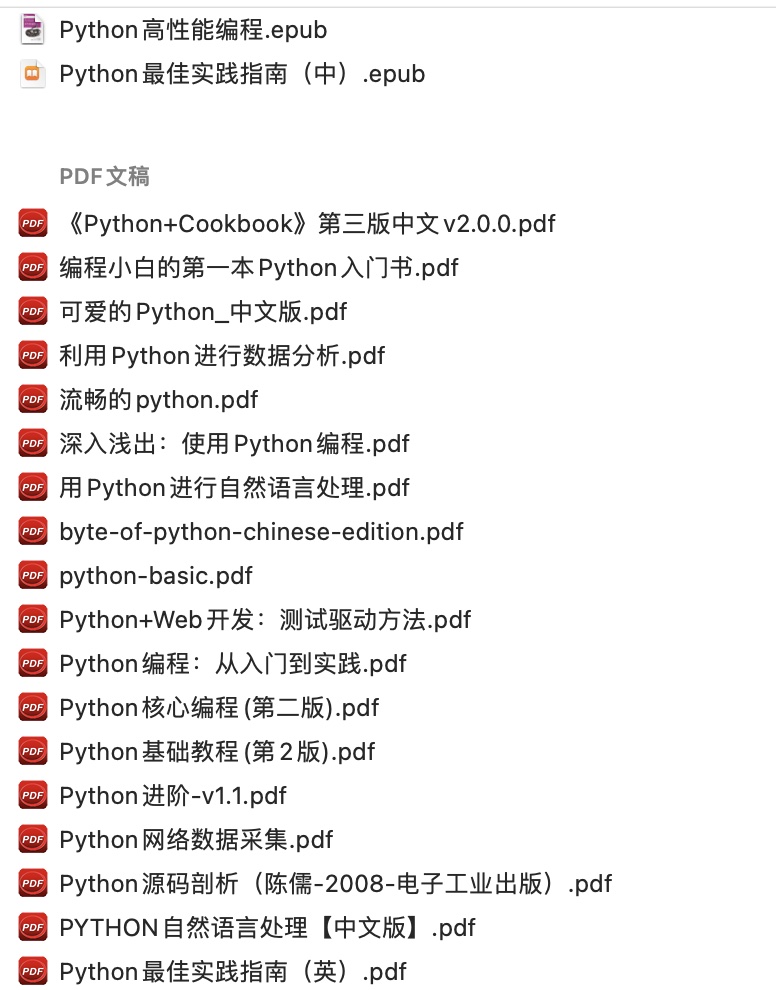 Python高性能编程.epub
Python最佳实践指南（中）.epub
PDF文稿
PDF 《Python+Cookbook》第三版中文v2.0.0.pdf
PDF 编程小白的第一本Python入门书.pdf
PDF 可爱的Python_中文版.pdf
PDF 利用Python进行数据分析.pdf
PDF 流畅的python.pdf
PDF 深入浅出：使用Python编程.pdf
PDF 用Python进行自然语言处理.pdf
PDF byte-of-python-chinese-edition.pdf
PDF python-basic.pdf
PDF Python+Web开发：测试驱动方法.pdf
PDF Python编程：从入门到实践.pdf
PDF Python核心编程(第二版).pdf
PDF Python基础教程(第2版).pdf
PDF Python进阶-v1.1.pdf
PDF Python网络数据采集.pdf
PDF Python源码剖析（陈儒-2008-电子工业出版）.pdf
PDF PYTHON自然语言处理【中文版】.pdf
PDF Python最佳实践指南（英）.pdf